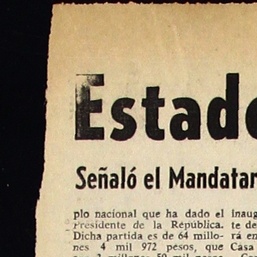 Estado
Señaló el Mandatar
plo nacional que ha dado el inaug
Presidente de la República. te de
Dicha partida es de 64 millo- rá en
nes 4 mil 972 pesos, que Casa